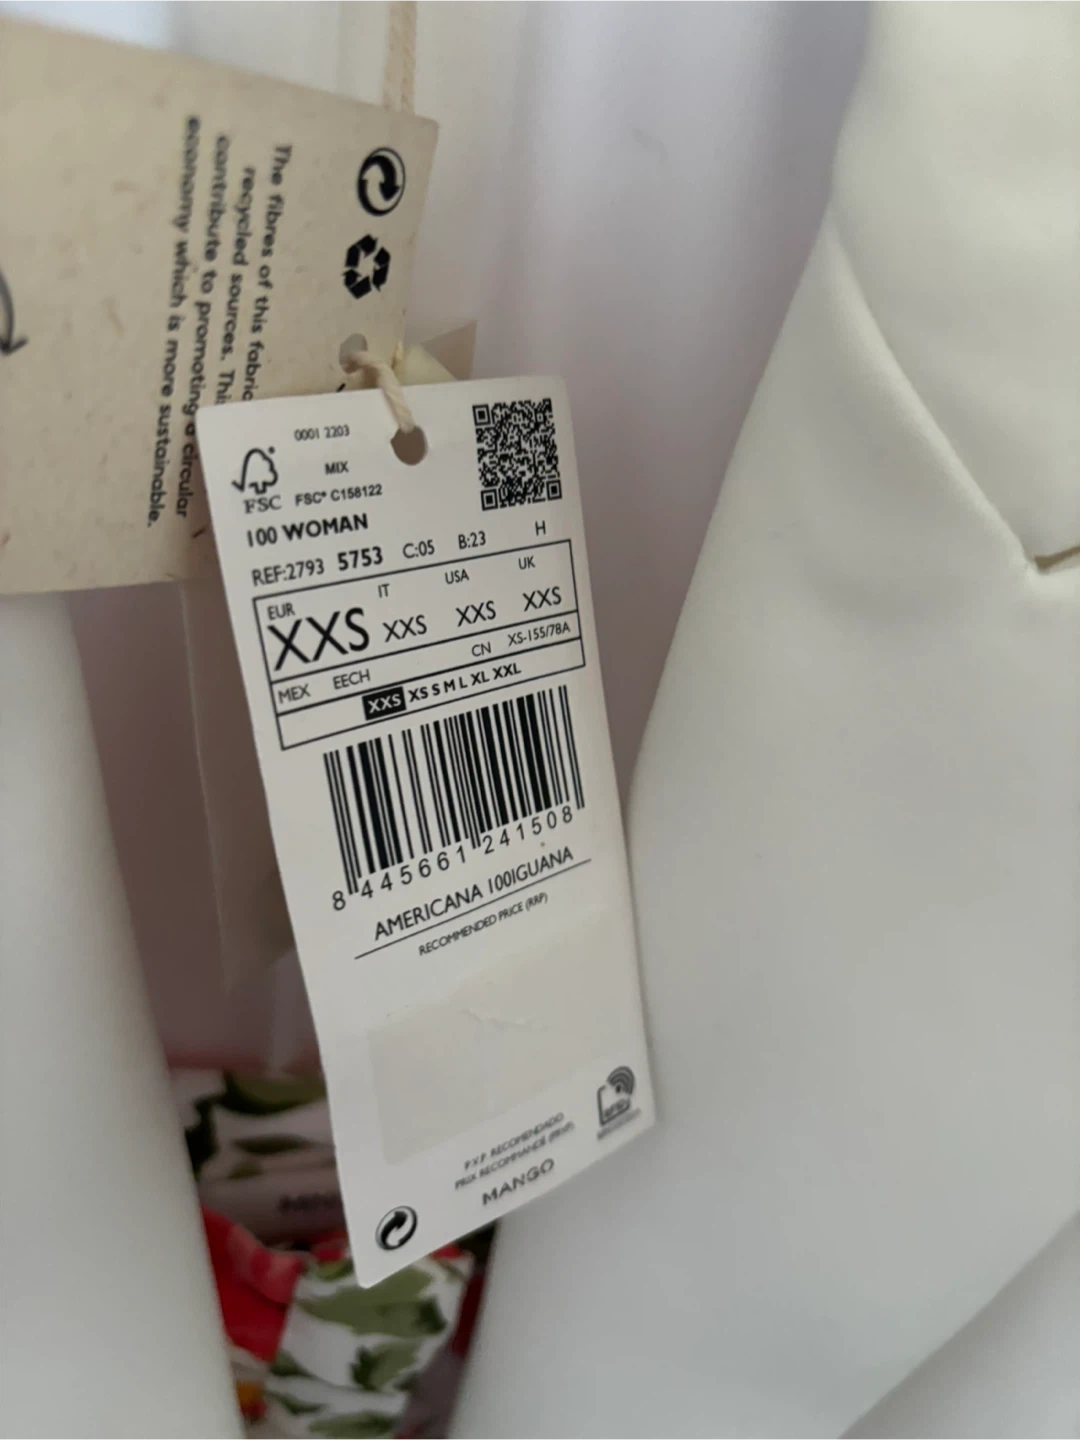 The fibres of this fabric
recycled sources. Thi
contribute to promoting a circular
economy which is more sustainable.
0001 2203
MIX
FSC FSC® C158122
100 WOMAN
REF:2793 5753 C:05 B:23 H
EUR IT USA UK
XXS XXS XXS XXS
CN XS-155/78A
MEX EECH
XXS XS S M L XL XXL
8 445661 241508
AMERICANA 100IGUANA
RECOMMENDED PRICE (RRP)
P.V.P. RECOMENDADO
PRIX RECOMMANDE (PRVP)
MANGO